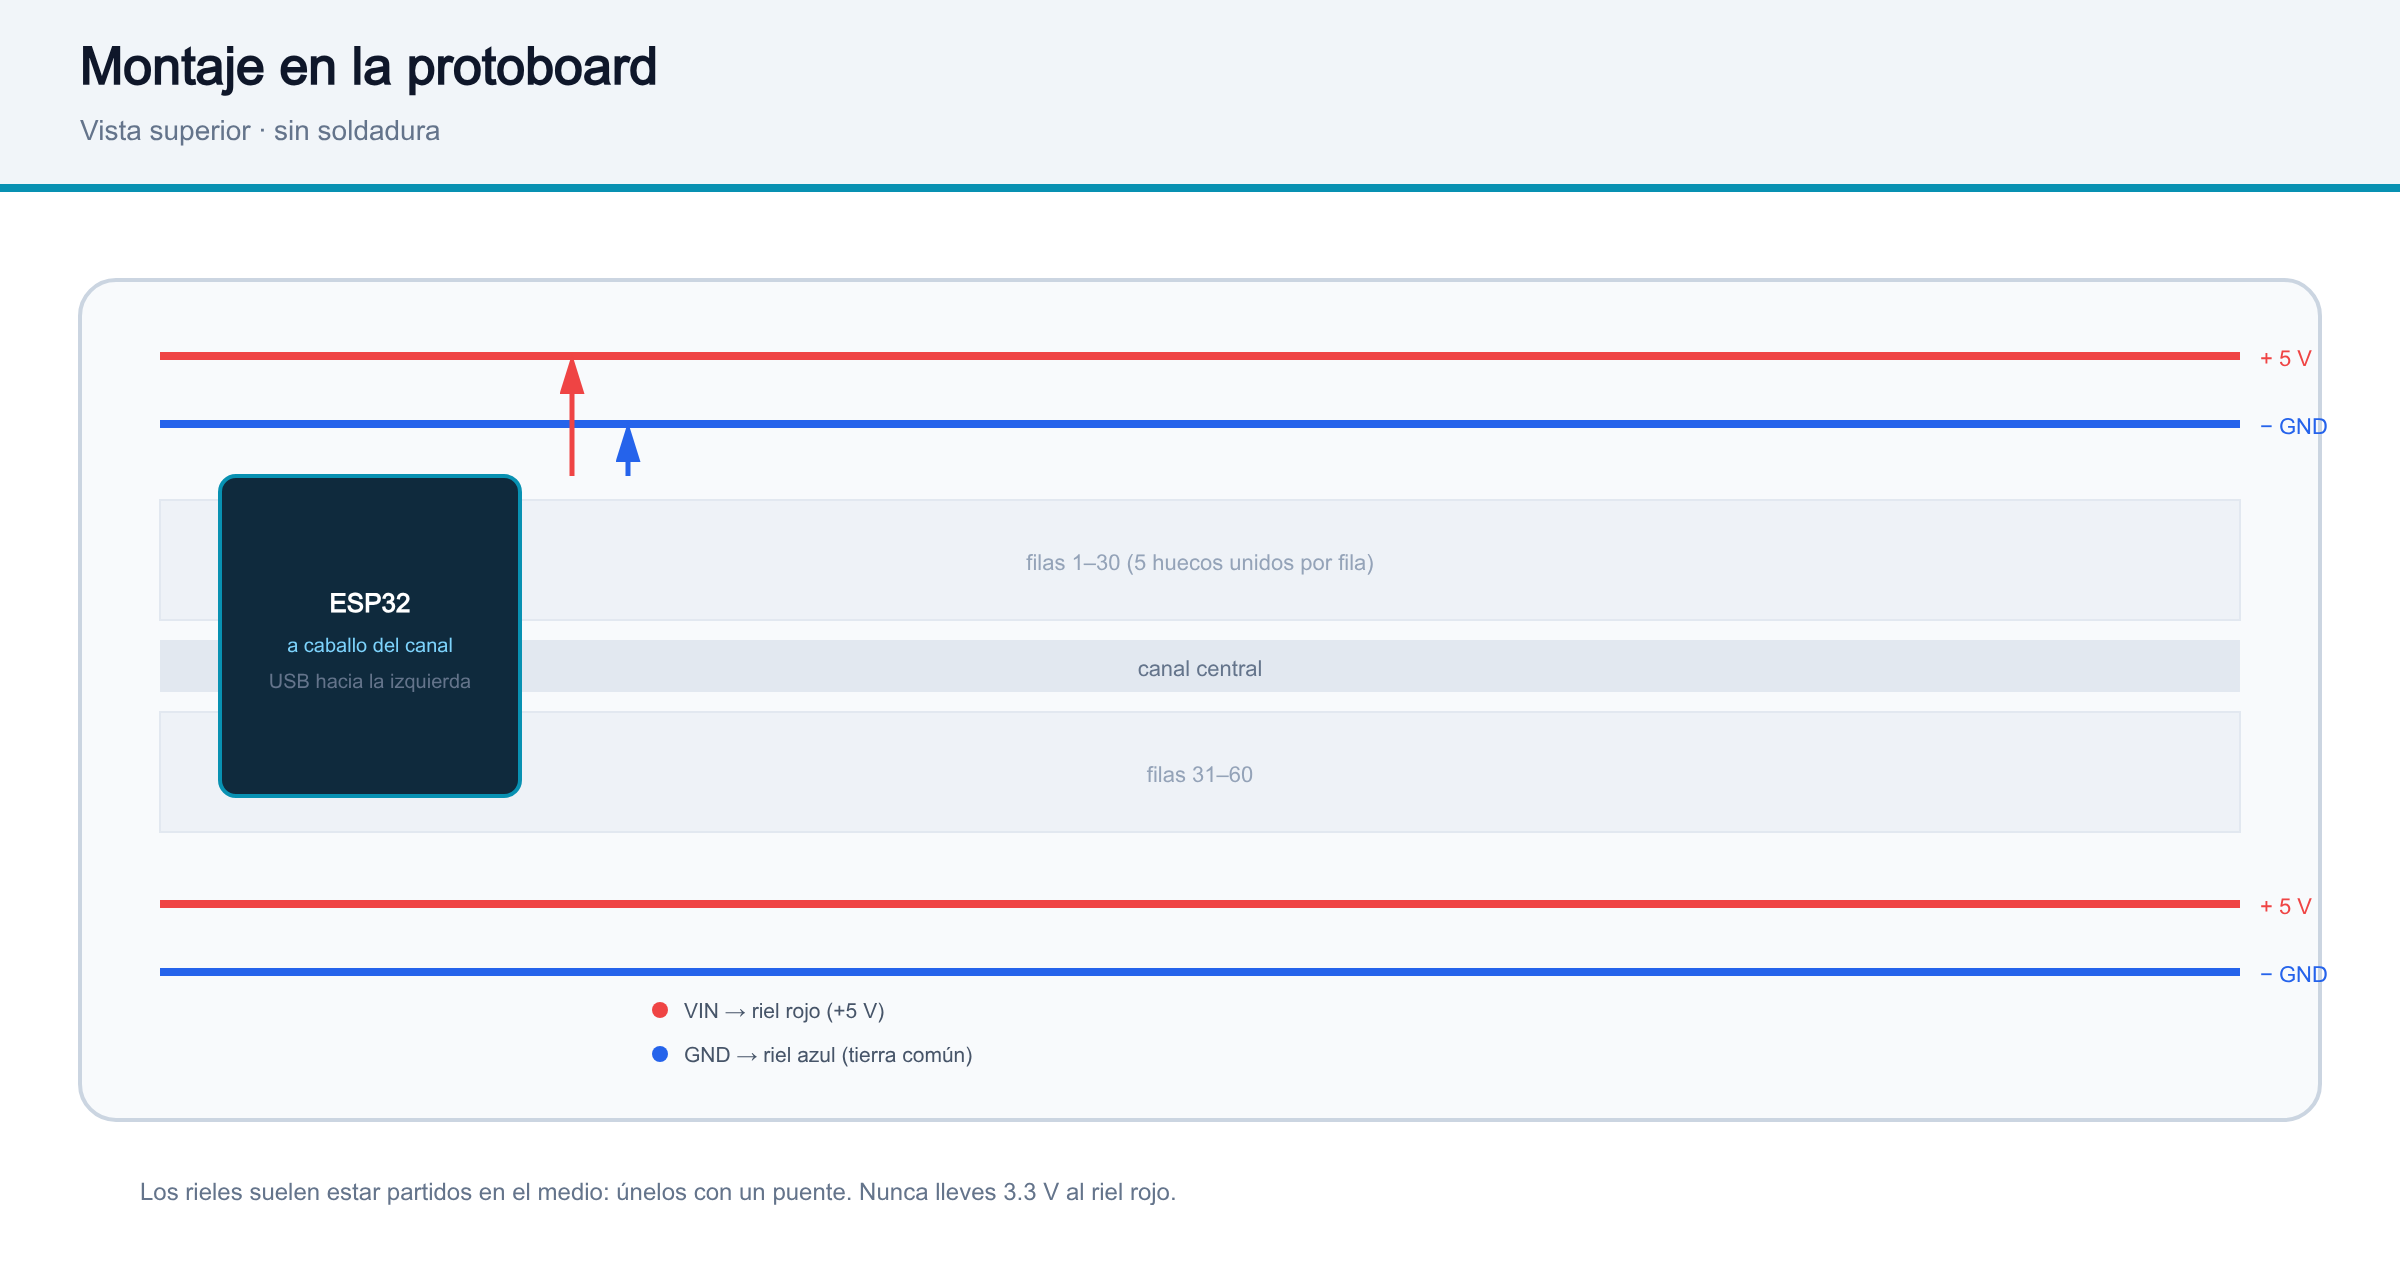 Montaje en la protoboard
Vista superior · sin soldadura
+ 5 V
− GND
filas 1–30 (5 huecos unidos por fila)
ESP32
a caballo del canal
USB hacia la izquierda
canal central
filas 31–60
+ 5 V
− GND
VIN → riel rojo (+5 V)
GND → riel azul (tierra común)
Los rieles suelen estar partidos en el medio: únelos con un puente. Nunca lleves 3.3 V al riel rojo.